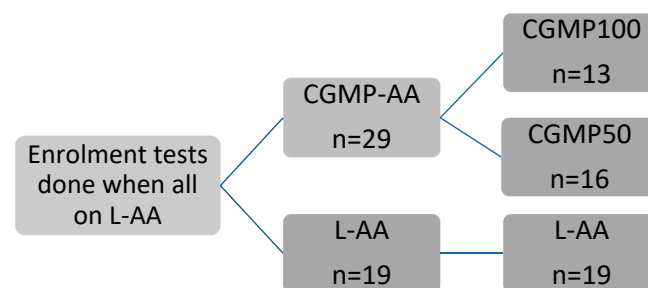 Enrolment tests
done when all
on L-AA
CGMP-AA
n=29
L-AA
n=19
CGMP100
n=13
CGMP50
n=16
L-AA
n=19